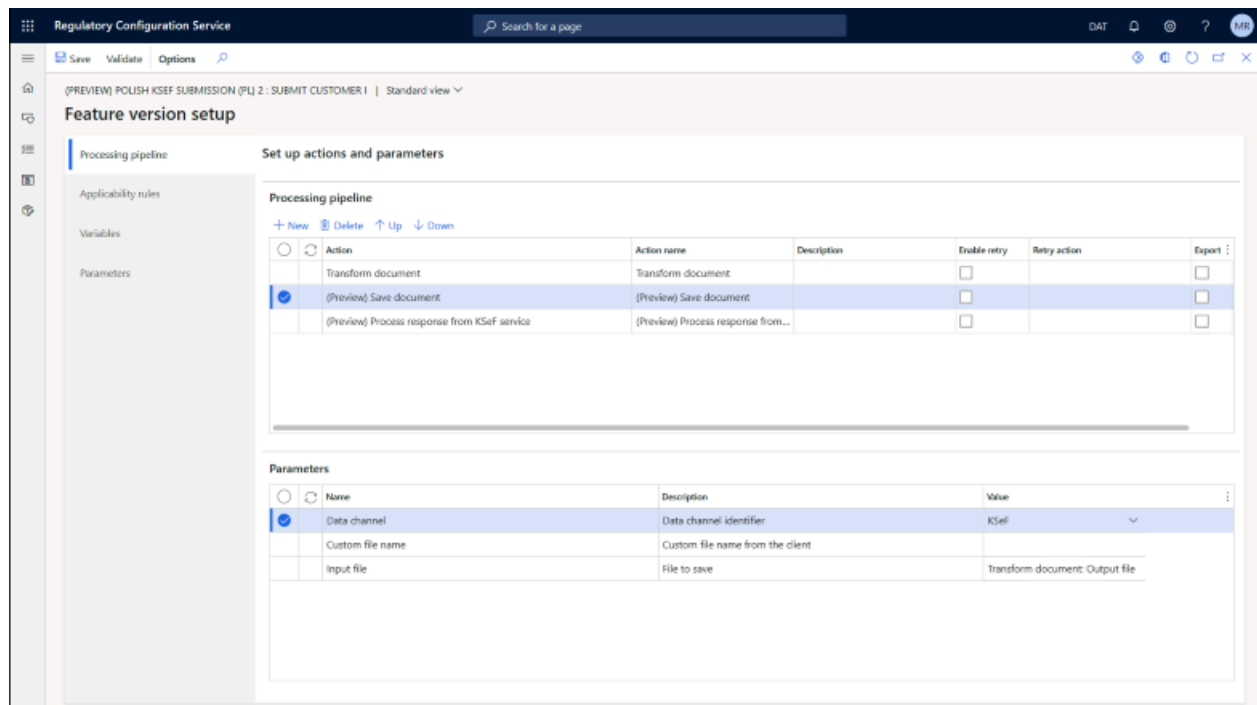 Regulatory Configuration Service
Search for a page
DAT
?
MR
Save Validate Options
(PREVIEW) POLISH KSEF SUBMISSION (PL) 2 : SUBMIT CUSTOMER I | Standard view
Feature version setup
Processing pipeline
Applicability rules
Variables
Parameters
Set up actions and parameters
Processing pipeline
New Delete Up Down
Action Action name Description Enable retry Retry action Export
Transform document Transform document
(Preview) Save document (Preview) Save document
(Preview) Process response from KSeF service (Preview) Process response from...
Parameters
Name Description Value
Data channel Data channel identifier KSeF
Custom file name Custom file name from the client
Input file File to save Transform document: Output file